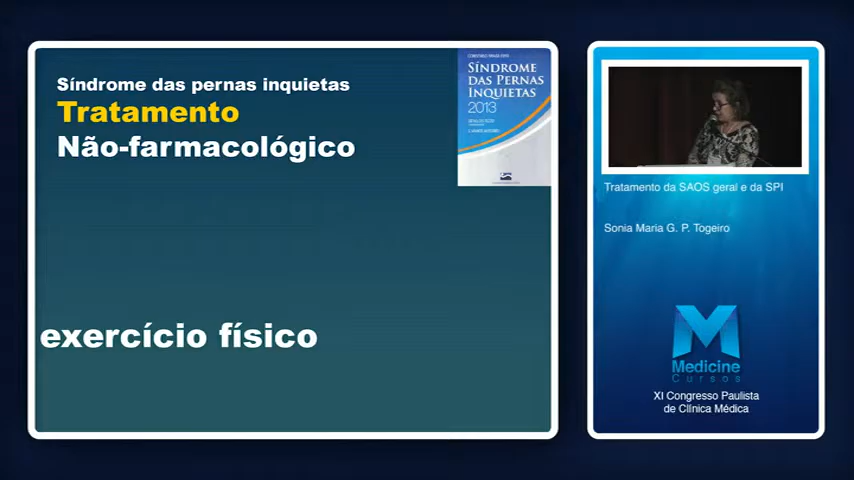 Síndrome das pernas inquietas
Tratamento
Não-farmacológico
exercício físico
SÍNDROME
DAS PERNAS
INQUIETAS
2013
Tratamento da SAOS geral e da SPI
Sonia Maria G. P. Togeiro
Medicine
Cursos
XI Congresso Paulista
de Clínica Médica